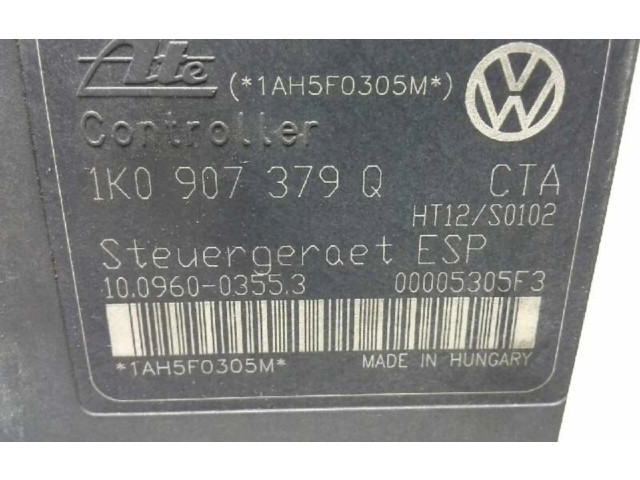 Ate (*1AH5F0305M*) VW
Controller
1K0 907 379 Q CTA
HT12/S0102
Steuergeraet ESP
10.0960-0355.3 00005305F3
*1AH5F0305M* MADE IN HUNGARY